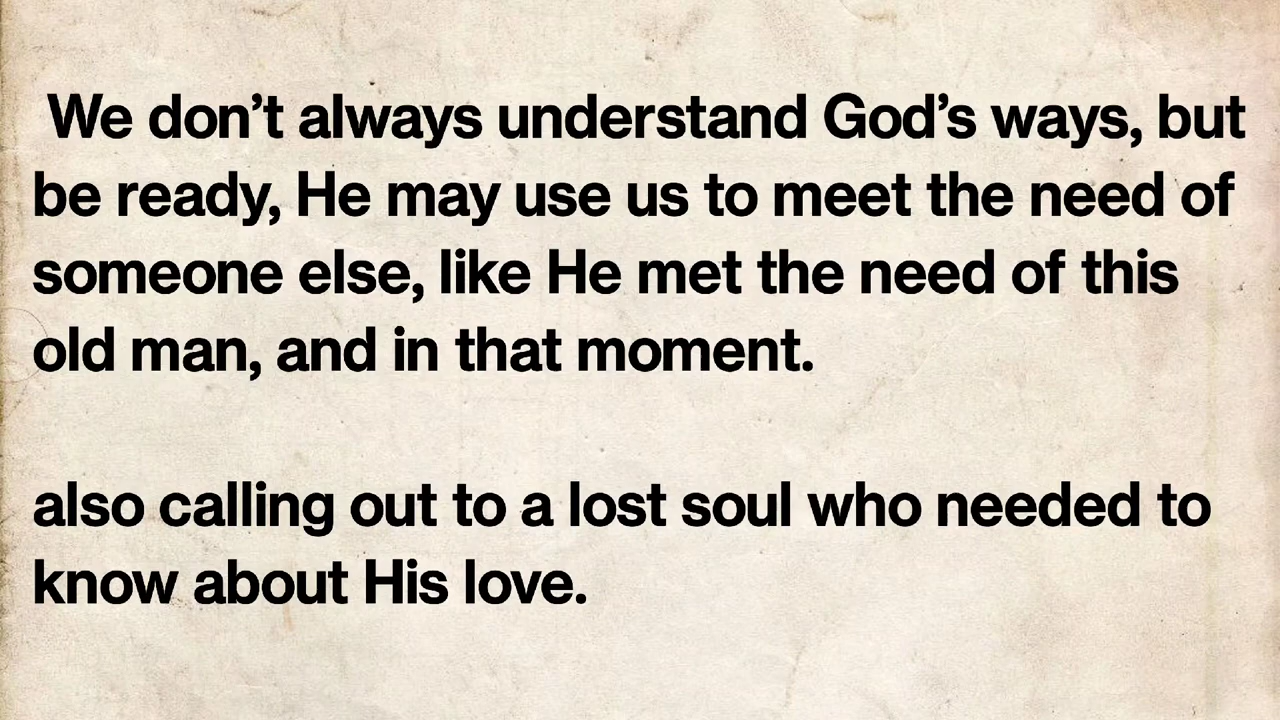 We don’t always understand God’s ways, but
be ready, He may use us to meet the need of
someone else, like He met the need of this
old man, and in that moment.
also calling out to a lost soul who needed to
know about His love.